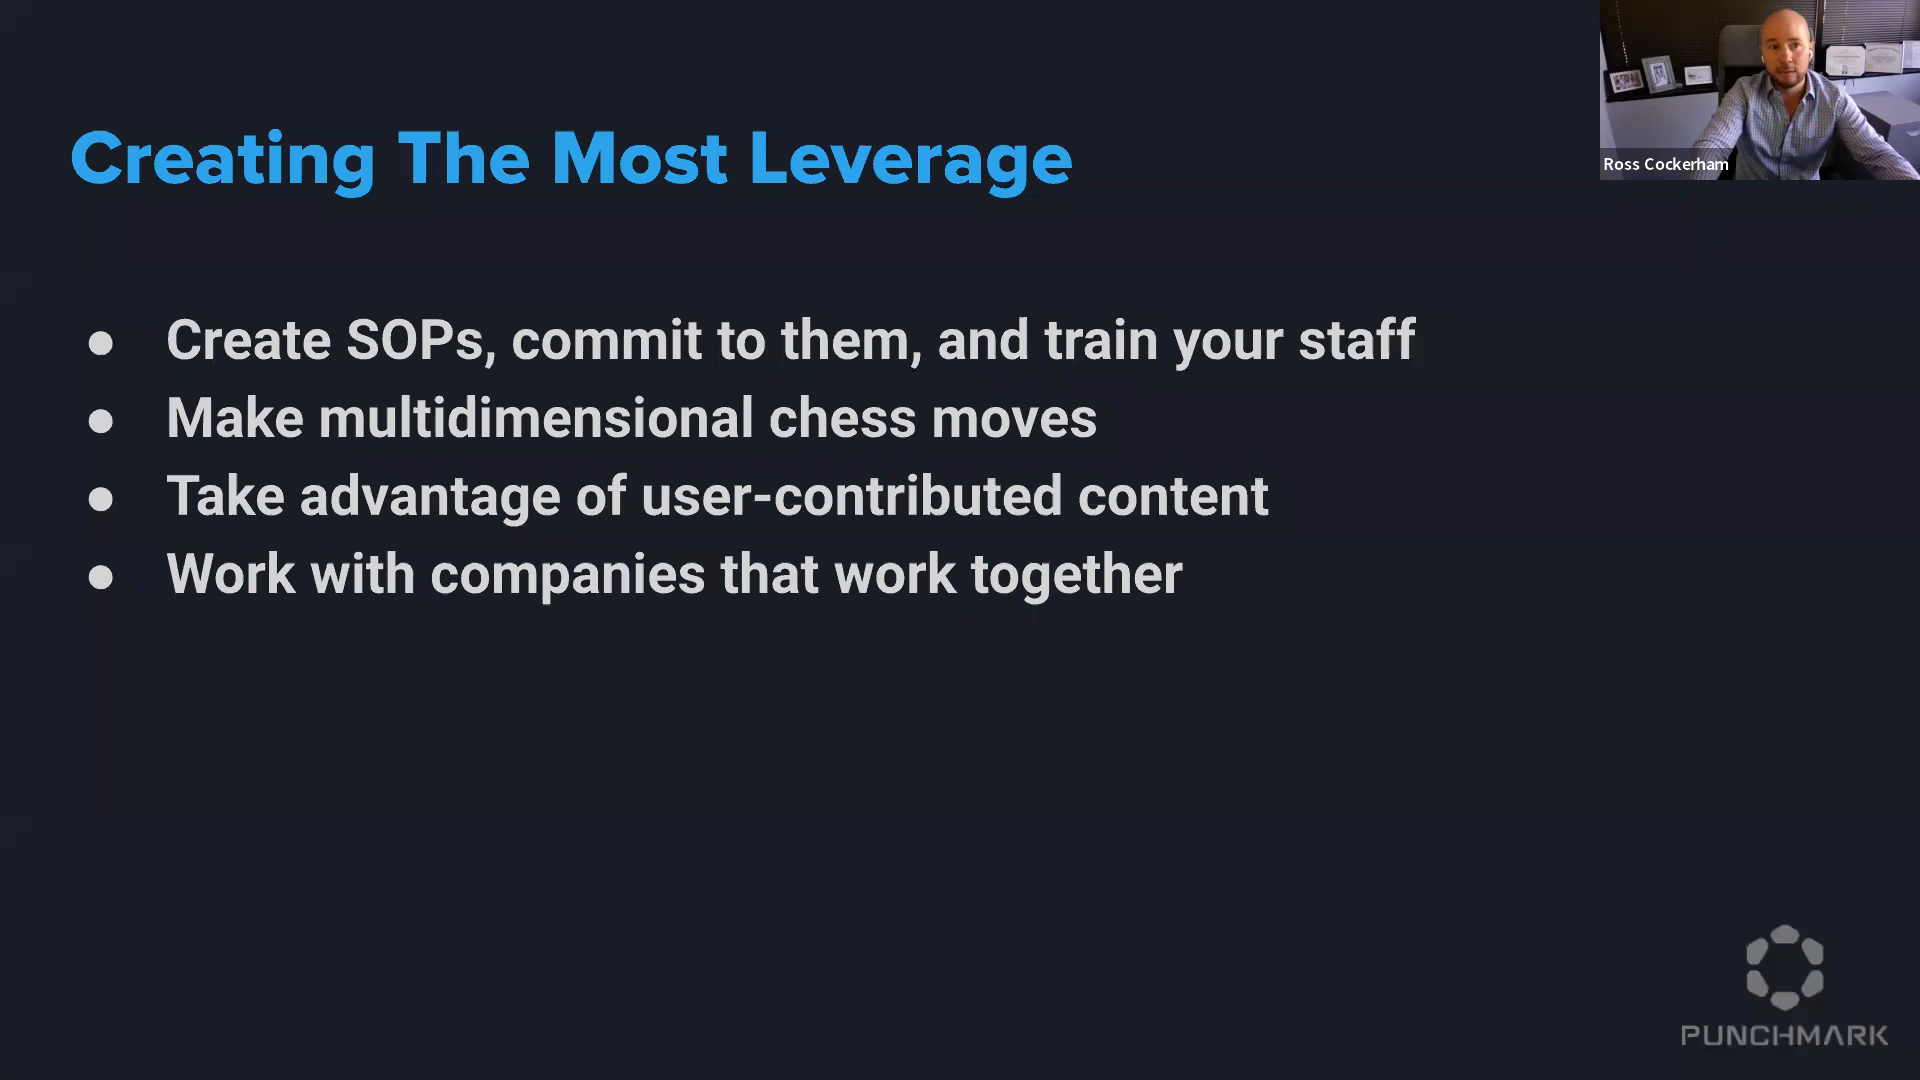 Creating The Most Leverage
Ross Cockerham
● Create SOPs, commit to them, and train your staff
● Make multidimensional chess moves
● Take advantage of user-contributed content
● Work with companies that work together
PUNCHMARK